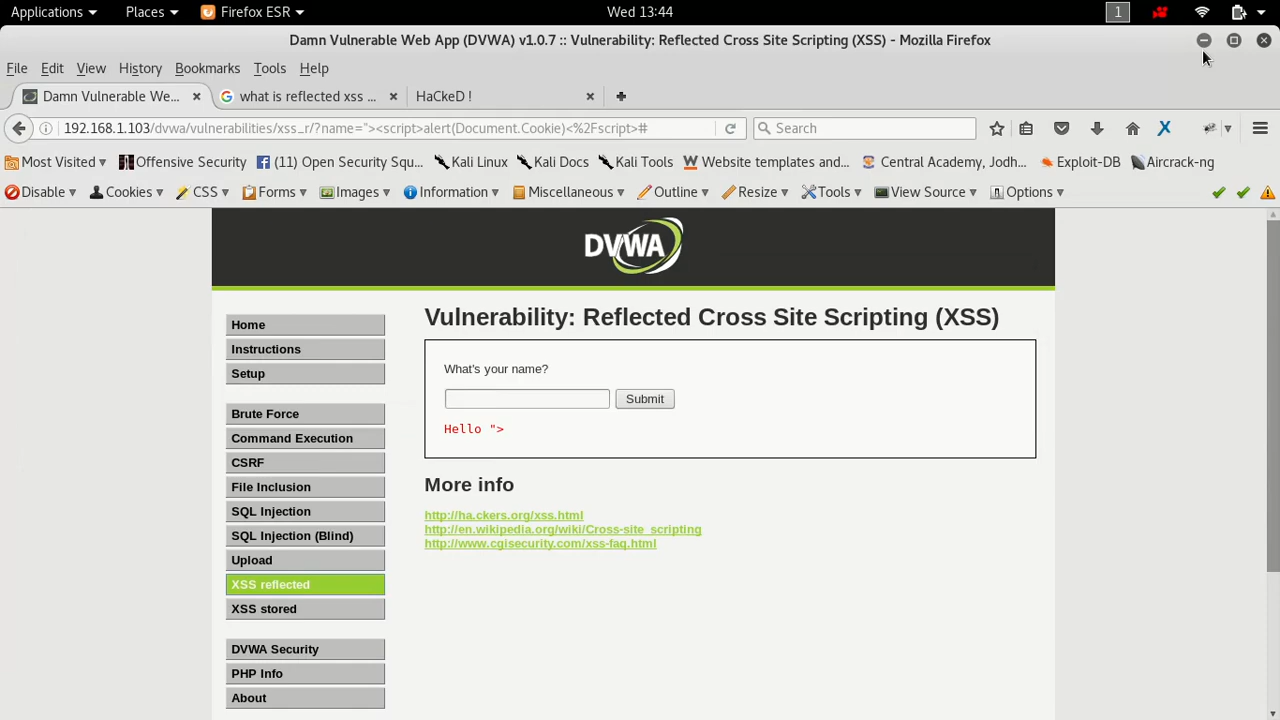 Applications Places Firefox ESR Wed 13:44 1
Damn Vulnerable Web App (DVWA) v1.0.7 :: Vulnerability: Reflected Cross Site Scripting (XSS) - Mozilla Firefox
File Edit View History Bookmarks Tools Help
Damn Vulnerable We... what is reflected xss ... HaCkeD !
192.168.1.103/dvwa/vulnerabilities/xss_r/?name="><script>alert(Document.Cookie)<%2Fscript># Search
Most Visited Offensive Security (11) Open Security Squ... Kali Linux Kali Docs Kali Tools Website templates and... Central Academy, Jodh... Exploit-DB Aircrack-ng
Disable Cookies CSS Forms Images Information Miscellaneous Outline Resize Tools View Source Options
DVWA
Vulnerability: Reflected Cross Site Scripting (XSS)
What's your name?
Submit
Hello ">
More info
http://ha.ckers.org/xss.html
http://en.wikipedia.org/wiki/Cross-site_scripting
http://www.cgisecurity.com/xss-faq.html
Home
Instructions
Setup
Brute Force
Command Execution
CSRF
File Inclusion
SQL Injection
SQL Injection (Blind)
Upload
XSS reflected
XSS stored
DVWA Security
PHP Info
About